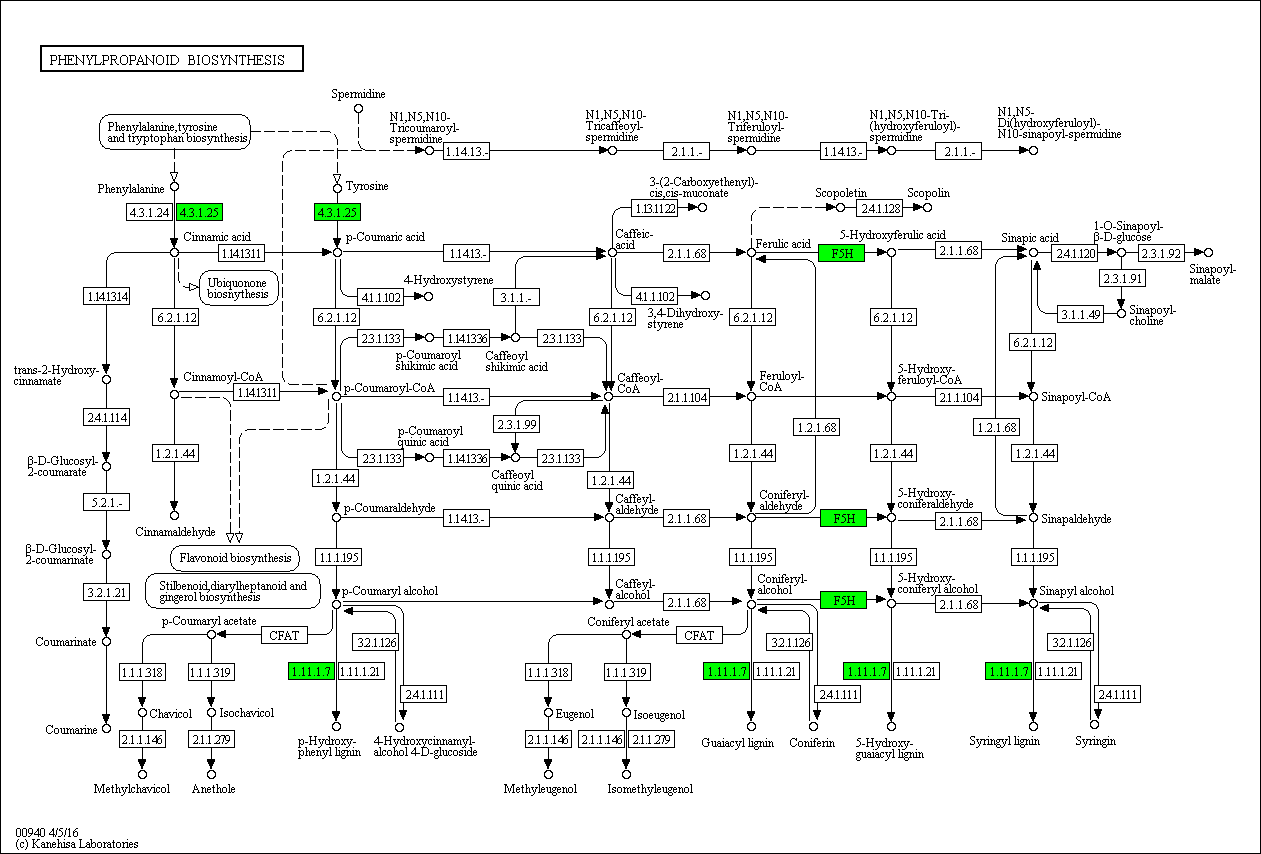 PHENYLPROPANOID BIOSYNTHESIS
Spermidine
Phenylalanine,tyrosine
and tryptophan biosynthesis
N1,N5,N10-
Tricoumaroyl-
spermidine
N1,N5,N10-
Tricaffeoyl-
spermidine
N1,N5,N10-
Triferuloyl-
spermidine
N1,N5,N10-Tri-
(hydroxyferuloyl)-
spermidine
N1,N5-
Di(hydroxyferuloyl)-
N10-sinapoyl-spermidine
1.14.13.-
2.1.1.-
1.14.13.-
2.1.1.-
Phenylalanine
Tyrosine
3-(2-Carboxyethenyl)-
cis,cis-muconate
Scopoletin
Scopolin
4.3.1.24
4.3.1.25
4.3.1.25
1.13.11.22
2.4.1.128
Cinnamic acid
p-Coumaric acid
Caffeic-
acid
Ferulic acid
5-Hydroxyferulic acid
Sinapic acid
1-O-Sinapoyl-
β-D-glucose
1.14.13.11
1.14.13.-
2.1.1.68
F5H
2.1.1.68
2.4.1.120
2.3.1.92
Sinapoyl-
malate
Ubiquonone
biosnythesis
4-Hydroxystyrene
2.3.1.91
1.14.13.14
4.1.1.102
3.1.1.-
4.1.1.102
3,4-Dihydroxy-
styrene
3.1.1.49
Sinapoyl-
choline
6.2.1.12
6.2.1.12
6.2.1.12
6.2.1.12
6.2.1.12
6.2.1.12
2.3.1.133
1.14.13.36
2.3.1.133
p-Coumaroyl
shikimic acid
Caffeoyl
shikimic acid
trans-2-Hydroxy-
cinnamate
Cinnamoyl-CoA
p-Coumaroyl-CoA
Caffeoyl-
CoA
Feruloyl-
CoA
5-Hydroxy-
feruloyl-CoA
Sinapoyl-CoA
1.14.13.11
1.14.13.-
2.1.1.104
2.1.1.104
2.4.1.114
2.3.1.99
1.2.1.68
1.2.1.68
p-Coumaroyl
quinic acid
β-D-Glucosyl-
2-coumarate
1.2.1.44
2.3.1.133
1.14.13.36
2.3.1.133
1.2.1.44
1.2.1.44
1.2.1.44
Caffeoyl
quinic acid
1.2.1.44
1.2.1.44
5.2.1.-
Cinnamaldehyde
p-Coumaraldehyde
Caffeyl-
aldehyde
Coniferyl-
aldehyde
5-Hydroxy-
coniferaldehyde
Sinapaldehyde
1.14.13.-
2.1.1.68
F5H
2.1.1.68
β-D-Glucosyl-
2-coumarinate
Flavonoid biosynthesis
1.1.1.195
1.1.1.195
1.1.1.195
1.1.1.195
1.1.1.195
Stilbenoid,diarylheptanoid and
gingerol biosynthesis
3.2.1.21
p-Coumaryl alcohol
Caffeyl-
alcohol
Coniferyl-
alcohol
5-Hydroxy-
coniferyl alcohol
Sinapyl alcohol
2.1.1.68
F5H
2.1.1.68
p-Coumaryl acetate
Coniferyl acetate
CFAT
CFAT
Coumarinate
3.2.1.126
3.2.1.126
3.2.1.126
1.1.1.318
1.1.1.319
1.11.1.7
1.11.1.21
1.1.1.318
1.1.1.319
1.11.1.7
1.11.1.21
1.11.1.7
1.11.1.21
1.11.1.7
1.11.1.21
2.4.1.111
2.4.1.111
2.4.1.111
Chavicol
Isochavicol
Eugenol
Isoeugenol
Coumarine
2.1.1.146
2.1.1.279
2.1.1.146
2.1.1.146
2.1.1.279
p-Hydroxy-
phenyl lignin
4-Hydroxycinnamyl-
alcohol 4-D-glucoside
Guaiacyl lignin
Coniferin
5-Hydroxy-
guaiacyl lignin
Syringyl lignin
Syringin
Methylchavicol
Anethole
Methyleugenol
Isomethyleugenol
00940 4/5/16
(c) Kanehisa Laboratories